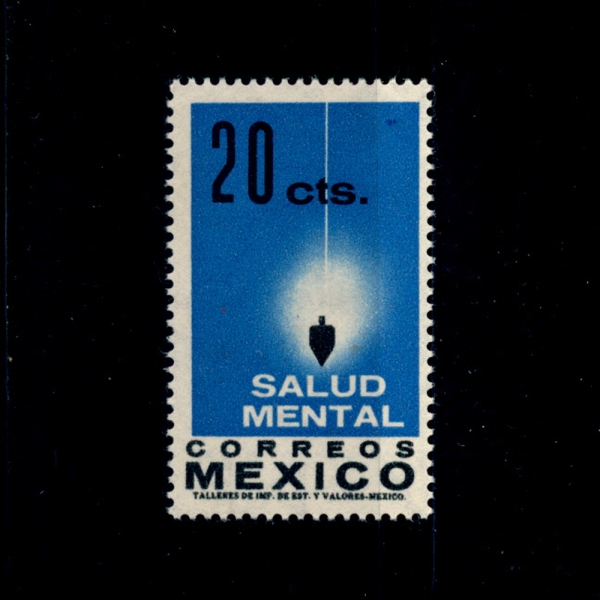 20 cts.
SALUD
MENTAL
CORREOS
MEXICO
TALLERES DE IMP. DE EST. Y VALORES-MEXICO.